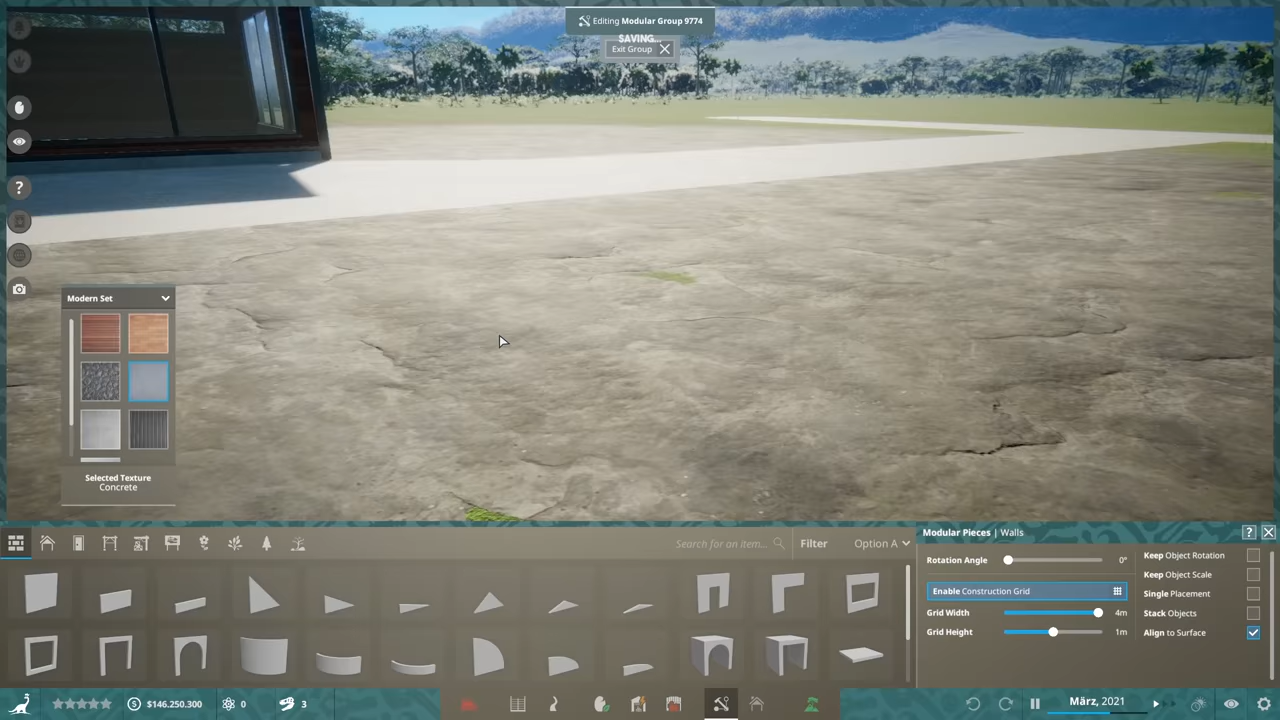 Editing Modular Group 9774
SAVING...
Exit Group
?
Modern Set
Selected Texture
Concrete
Search for an item...
Filter
Option A
Modular Pieces | Walls
?
Rotation Angle
0°
Enable Construction Grid
Grid Width
4m
Grid Height
1m
Keep Object Rotation
Keep Object Scale
Single Placement
Stack Objects
Align to Surface
$146.250.300
0
3
März, 2021